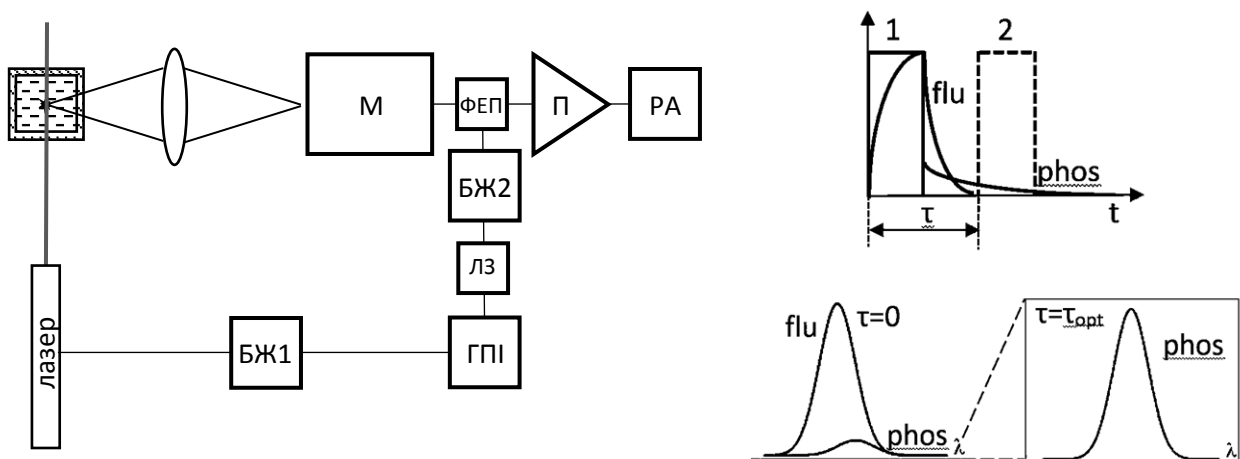 М
ФЕП
П
РА
БЖ2
ЛЗ
лазер
БЖ1
ГПІ
1
2
flu
phos
τ
t
flu
τ=0
phos
λ
τ=τopt
phos
λ